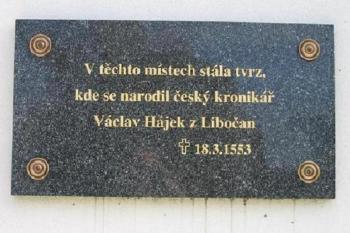 V těchto místech stála tvrz,
kde se narodil český kronikář
Václav Hájek z Libočan
✝ 18.3.1553